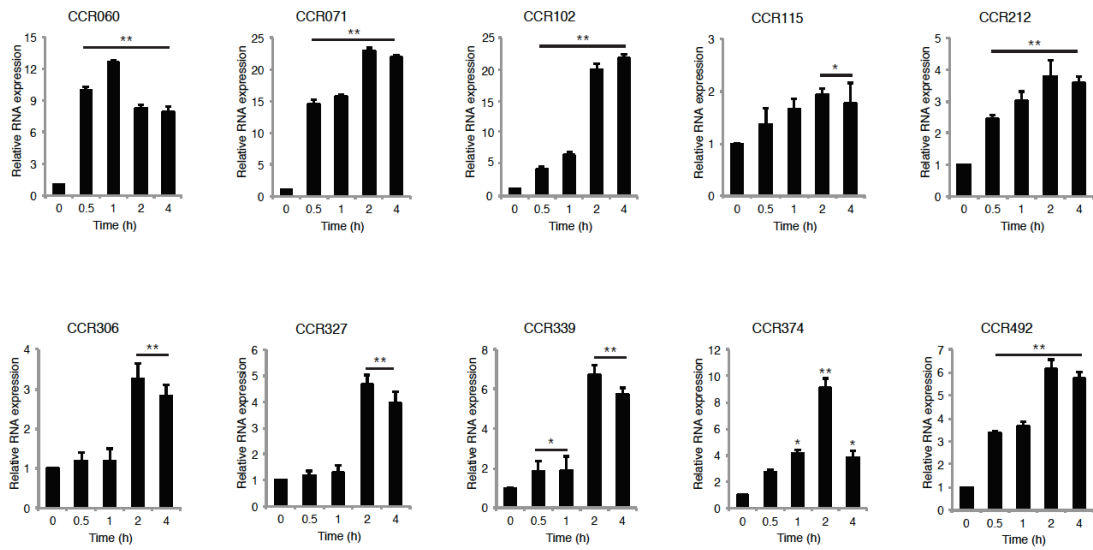 CCR060 CCR071 CCR102 CCR115 CCR212
Relative RNA expression
15
12
9
6
3
0
**
0 0.5 1 2 4
Time (h)
Relative RNA expression
25
20
15
10
5
0
**
0 0.5 1 2 4
Time (h)
Relative RNA expression
25
20
15
10
5
0
**
0 0.5 1 2 4
Time (h)
Relative RNA expression
3
2
1
0
*
0 0.5 1 2 4
Time (h)
Relative RNA expression
5
4
3
2
1
0
**
0 0.5 1 2 4
Time (h)
CCR306 CCR327 CCR339 CCR374 CCR492
Relative RNA expression
4
3
2
1
0
**
0 0.5 1 2 4
Time (h)
Relative RNA expression
6
5
4
3
2
1
0
**
0 0.5 1 2 4
Time (h)
Relative RNA expression
8
6
4
2
0
**
*
0 0.5 1 2 4
Time (h)
Relative RNA expression
12
10
8
6
4
2
0
**
* *
0 0.5 1 2 4
Time (h)
Relative RNA expression
7
6
5
4
3
2
1
0
**
0 0.5 1 2 4
Time (h)